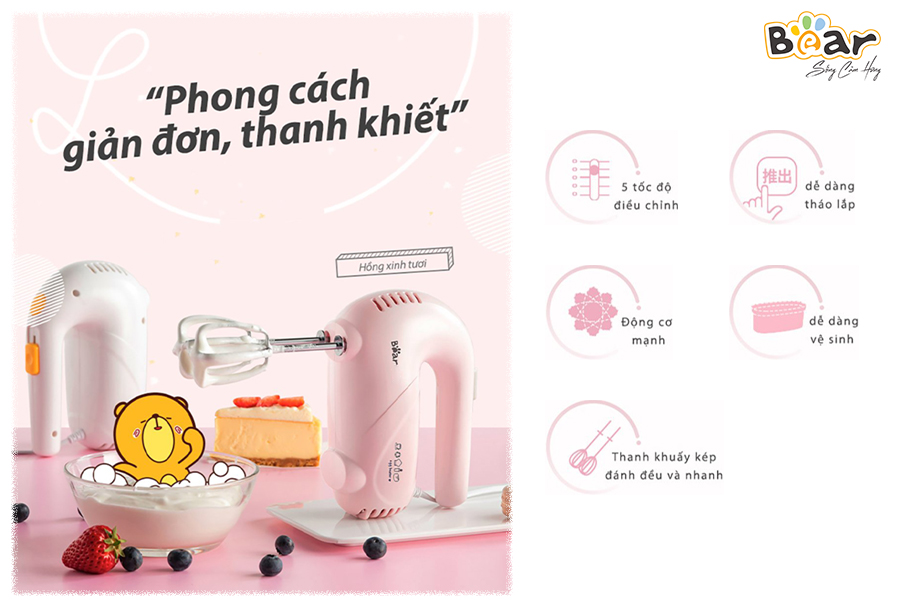 Bear
Sống Cảm Hứng
“Phong cách
giản đơn, thanh khiết”
Hồng xinh tươi
Bear
5 tốc độ
điều chỉnh
推出
dễ dàng
tháo lắp
Động cơ
mạnh
dễ dàng
vệ sinh
Thanh khuấy kép
đánh đều và nhanh